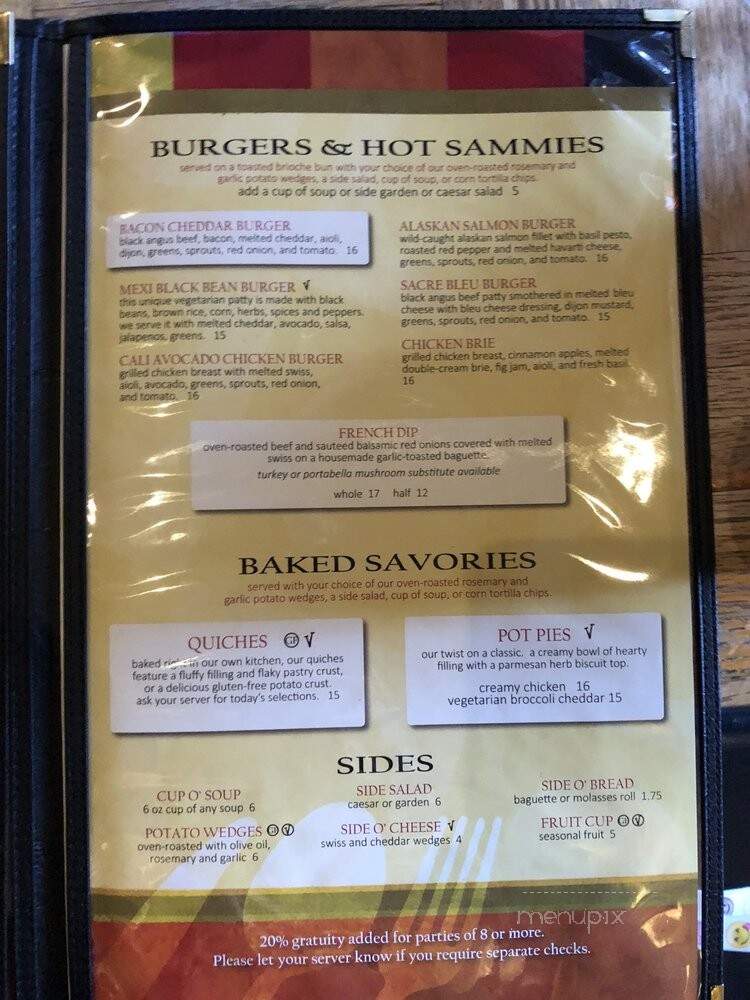 BURGERS & HOT SAMMIES
served on a toasted brioche bun with your choice of our oven-roasted rosemary and
garlic potato wedges, a side salad, cup of soup, or corn tortilla chips.
add a cup of soup or side garden or caesar salad 5
BACON CHEDDAR BURGER
black angus beef, bacon, melted cheddar, aioli,
dijon, greens, sprouts, red onion, and tomato. 16
MEXI BLACK BEAN BURGER V
this unique vegetarian patty is made with black
beans, brown rice, corn, herbs, spices and peppers.
we serve it with melted cheddar, avocado, salsa,
jalapenos, greens. 15
CALI AVOCADO CHICKEN BURGER
grilled chicken breast with melted swiss,
aioli, avocado, greens, sprouts, red onion,
and tomato. 16
ALASKAN SALMON BURGER
wild-caught alaskan salmon fillet with basil pesto,
roasted red pepper and melted havarti cheese,
greens, sprouts, red onion, and tomato. 16
SACRE BLEU BURGER
black angus beef patty smothered in melted bleu
cheese with bleu cheese dressing, dijon mustard,
greens, sprouts, red onion, and tomato. 15
CHICKEN BRIE
grilled chicken breast, cinnamon apples, melted
double-cream brie, fig jam, aioli, and fresh basil.
16
FRENCH DIP
oven-roasted beef and sauteed balsamic red onions covered with melted
swiss on a housemade garlic-toasted baguette.
turkey or portabella mushroom substitute available
whole 17 half 12
BAKED SAVORIES
served with your choice of our oven-roasted rosemary and
garlic potato wedges, a side salad, cup of soup, or corn tortilla chips.
QUICHES GF V
baked right in our own kitchen, our quiches
feature a fluffy filling and flaky pastry crust,
or a delicious gluten-free potato crust.
ask your server for today's selections. 15
POT PIES V
our twist on a classic. a creamy bowl of hearty
filling with a parmesan herb biscuit top.
creamy chicken 16
vegetarian broccoli cheddar 15
SIDES
CUP O' SOUP
6 oz cup of any soup 6
SIDE SALAD
caesar or garden 6
SIDE O' BREAD
baguette or molasses roll 1.75
POTATO WEDGES GF V
oven-roasted with olive oil,
rosemary and garlic 6
SIDE O' CHEESE V
swiss and cheddar wedges 4
FRUIT CUP GF V
seasonal fruit 5
menupix
20% gratuity added for parties of 8 or more.
Please let your server know if you require separate checks.